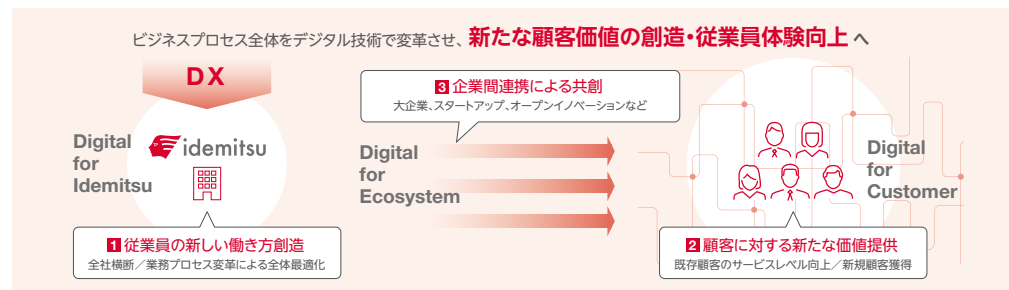 ビジネスプロセス全体をデジタル技術で変革させ、新たな顧客価値の創造・従業員体験向上 へ
DX
Digital
for
Idemitsu
idemitsu
1 従業員の新しい働き方創造
全社横断／業務プロセス変革による全体最適化
3 企業間連携による共創
大企業、スタートアップ、オープンイノベーションなど
Digital
for
Ecosystem
Digital
for
Customer
2 顧客に対する新たな価値提供
既存顧客のサービスレベル向上／新規顧客獲得